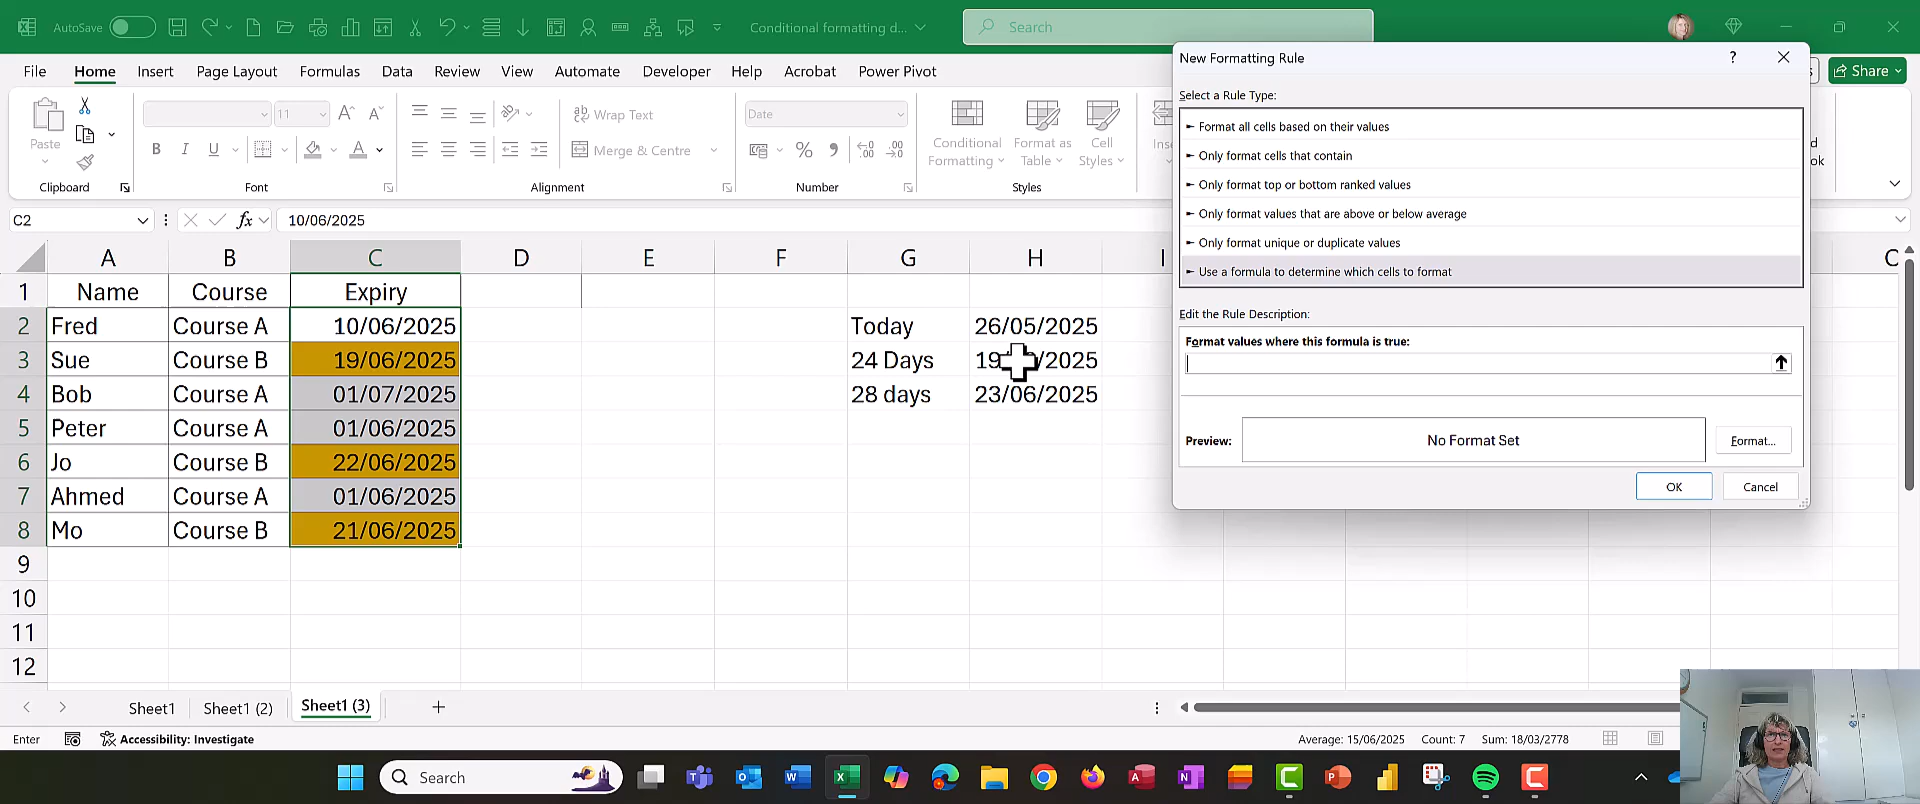 AutoSave
Conditional formatting d...
Search
File Home Insert Page Layout Formulas Data Review View Automate Developer Help Acrobat Power Pivot
Share
Paste
11
B I U
A
Wrap Text
Merge & Centre
Date
%
Conditional Formatting
Format as Table
Cell Styles
Clipboard Font Alignment Number Styles
C2
fx
10/06/2025
A B C D E F G H I
1 Name Course Expiry
2 Fred Course A 10/06/2025 Today 26/05/2025
3 Sue Course B 19/06/2025 24 Days 19 /2025
4 Bob Course A 01/07/2025 28 days 23/06/2025
5 Peter Course A 01/06/2025
6 Jo Course B 22/06/2025
7 Ahmed Course A 01/06/2025
8 Mo Course B 21/06/2025
9
10
11
12
New Formatting Rule
?
Select a Rule Type:
► Format all cells based on their values
► Only format cells that contain
► Only format top or bottom ranked values
► Only format values that are above or below average
► Only format unique or duplicate values
► Use a formula to determine which cells to format
Edit the Rule Description:
Format values where this formula is true:
Preview:
No Format Set
Format...
OK
Cancel
Sheet1 Sheet1 (2) Sheet1 (3)
Enter
Accessibility: Investigate
Average: 15/06/2025 Count: 7 Sum: 18/03/2778
Search